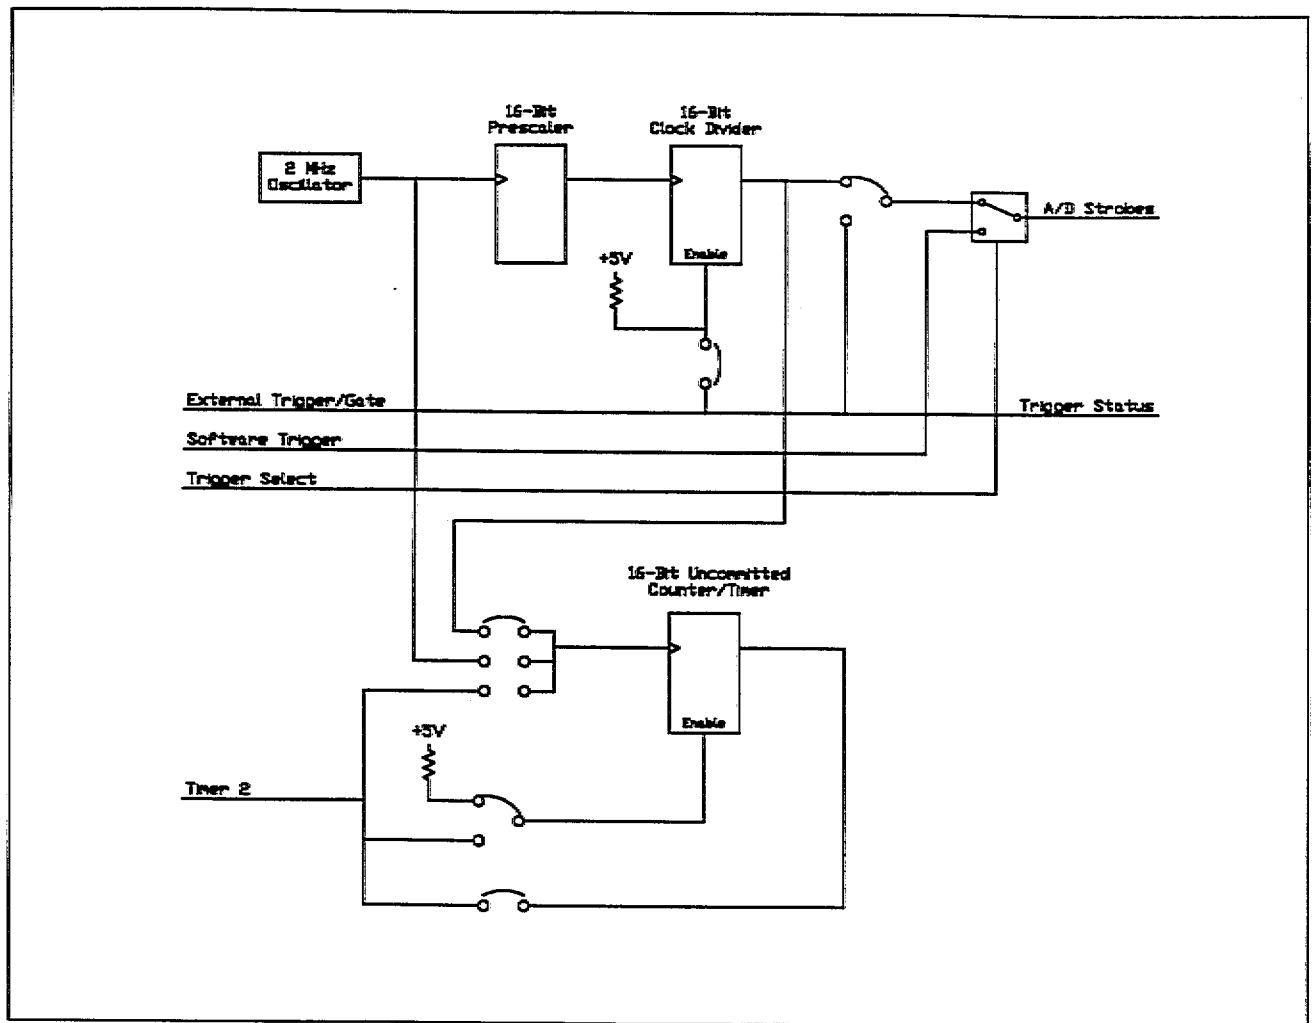 16-Bit
Prescaler
16-Bit
Clock Divider
2 MHz
Oscillator
A/D Strobes
Enable
+5V
External Trigger/Gate
Trigger Status
Software Trigger
Trigger Select
16-Bit Uncommitted
Counter/Timer
Enable
+5V
Timer 2